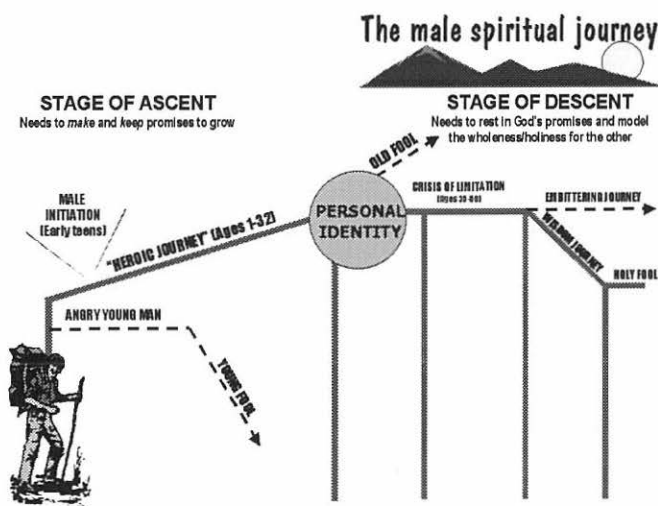 The male spiritual journey
STAGE OF ASCENT
Needs to make and keep promises to grow
STAGE OF DESCENT
Needs to rest in God's promises and model
the wholeness/holiness for the other
OLD FOOL
MALE
INITIATION
(Early teens)
"HEROIC JOURNEY" (Ages 1-32)
PERSONAL
IDENTITY
CRISIS OF LIMITATION
EMBITTERING JOURNEY
WISDOM JOURNEY
HOLY FOOL
ANGRY YOUNG MAN
YOUNG FOOL